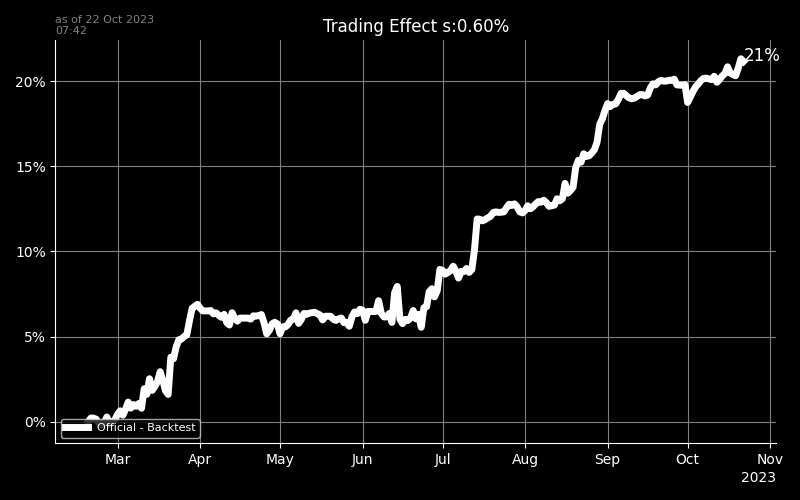 as of 22 Oct 2023
07:42
Trading Effect s:0.60%
21%
20%
15%
10%
5%
0%
Official - Backtest
Mar Apr May Jun Jul Aug Sep Oct Nov
2023